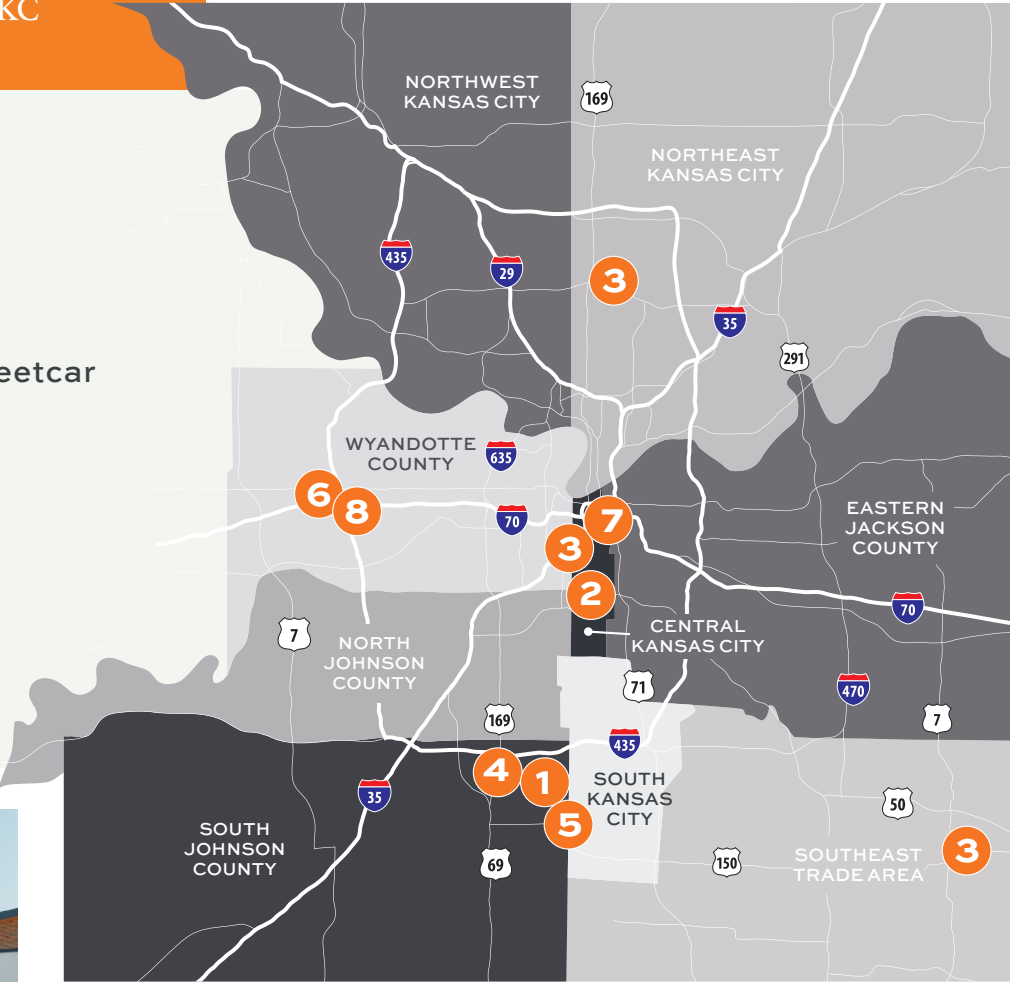 KC
NORTHWEST
KANSAS CITY
169
NORTHEAST
KANSAS CITY
435
29
3
35
291
eetcar
WYANDOTTE
COUNTY
635
6
8
70
7
3
2
EASTERN
JACKSON
COUNTY
70
7
NORTH
JOHNSON
COUNTY
CENTRAL
KANSAS CITY
71
470
169
7
435
4
1
5
35
SOUTH
KANSAS
CITY
50
SOUTH
JOHNSON
COUNTY
69
150
SOUTHEAST
TRADE AREA
3